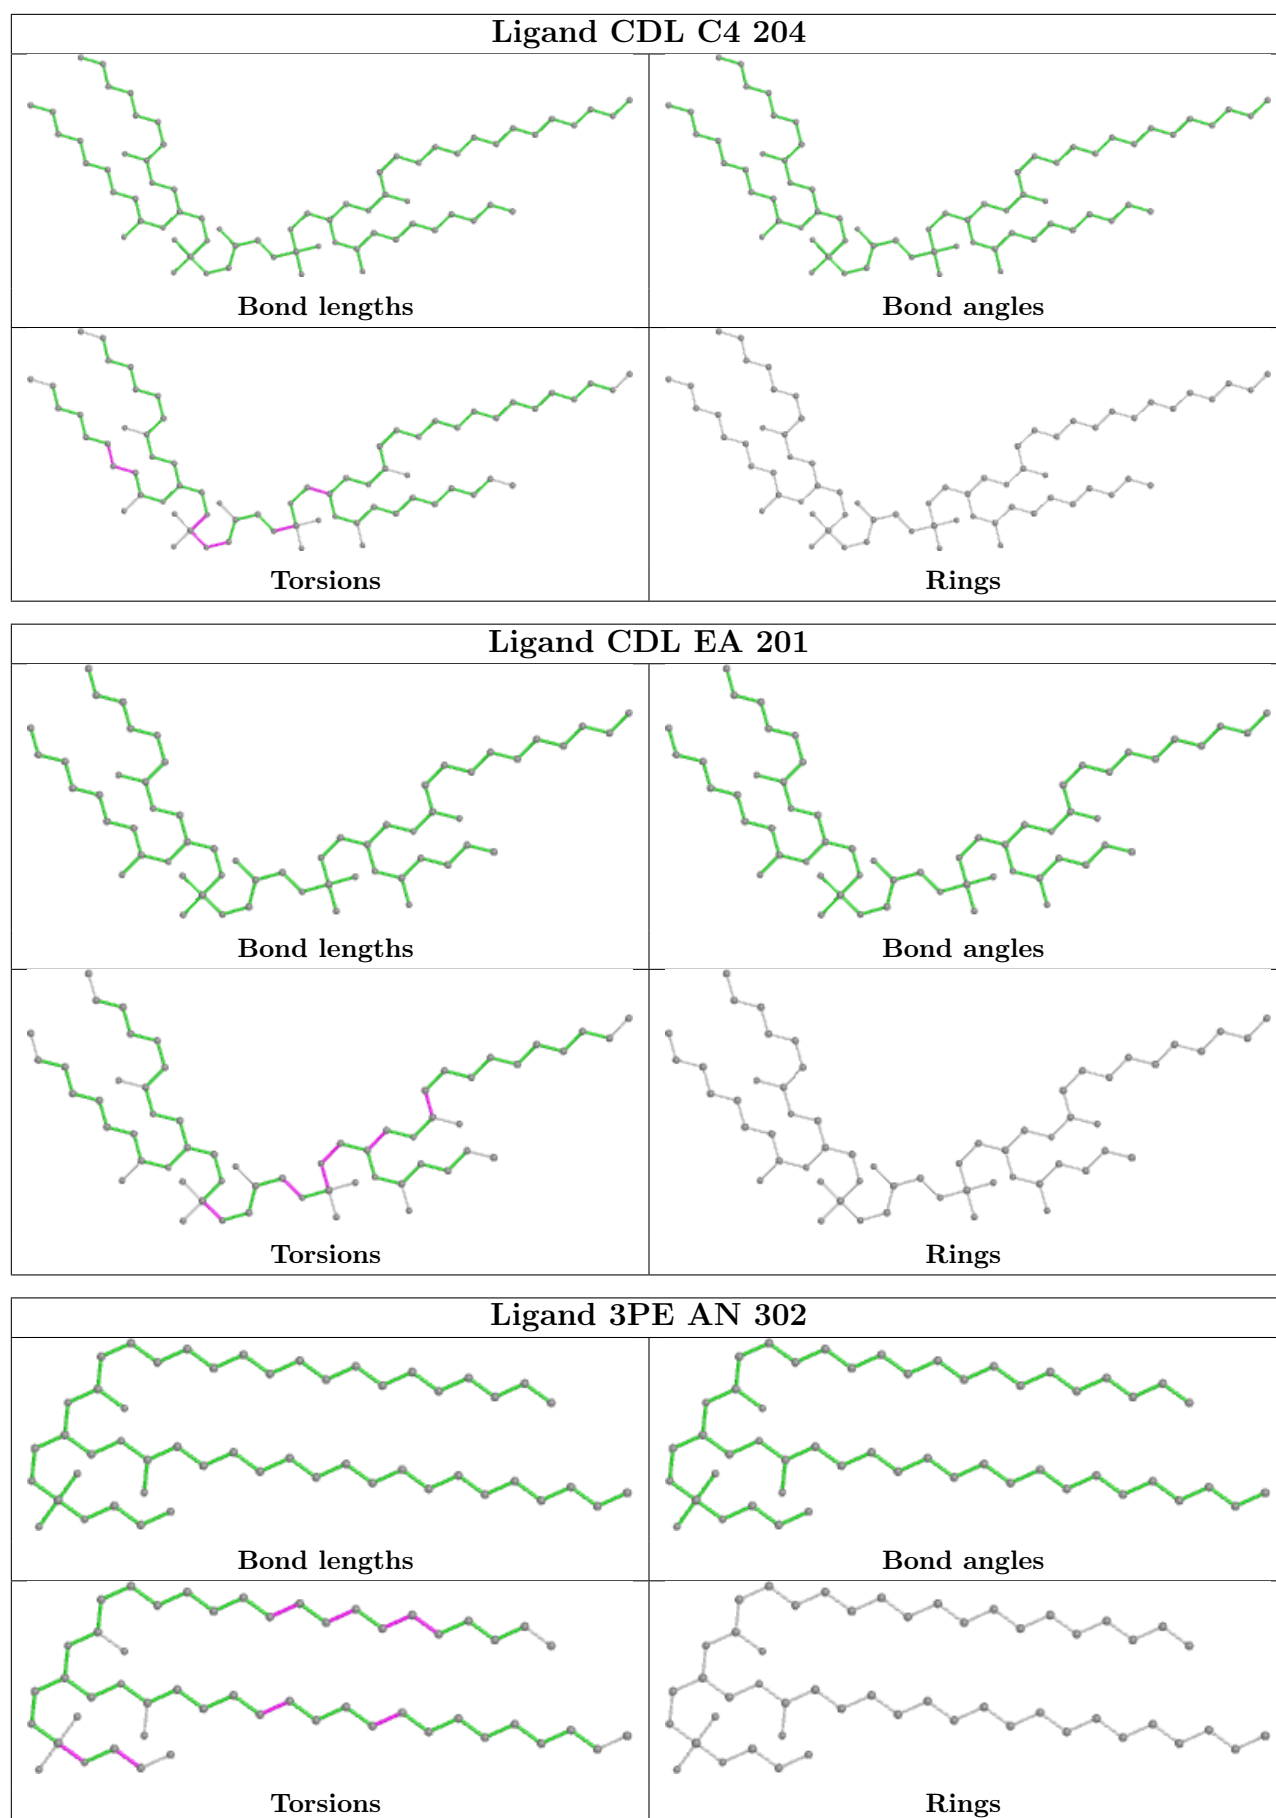 Ligand CDL C4 204
Bond lengths
Bond angles
Torsions
Rings
Ligand CDL EA 201
Bond lengths
Bond angles
Torsions
Rings
Ligand 3PE AN 302
Bond lengths
Bond angles
Torsions
Rings